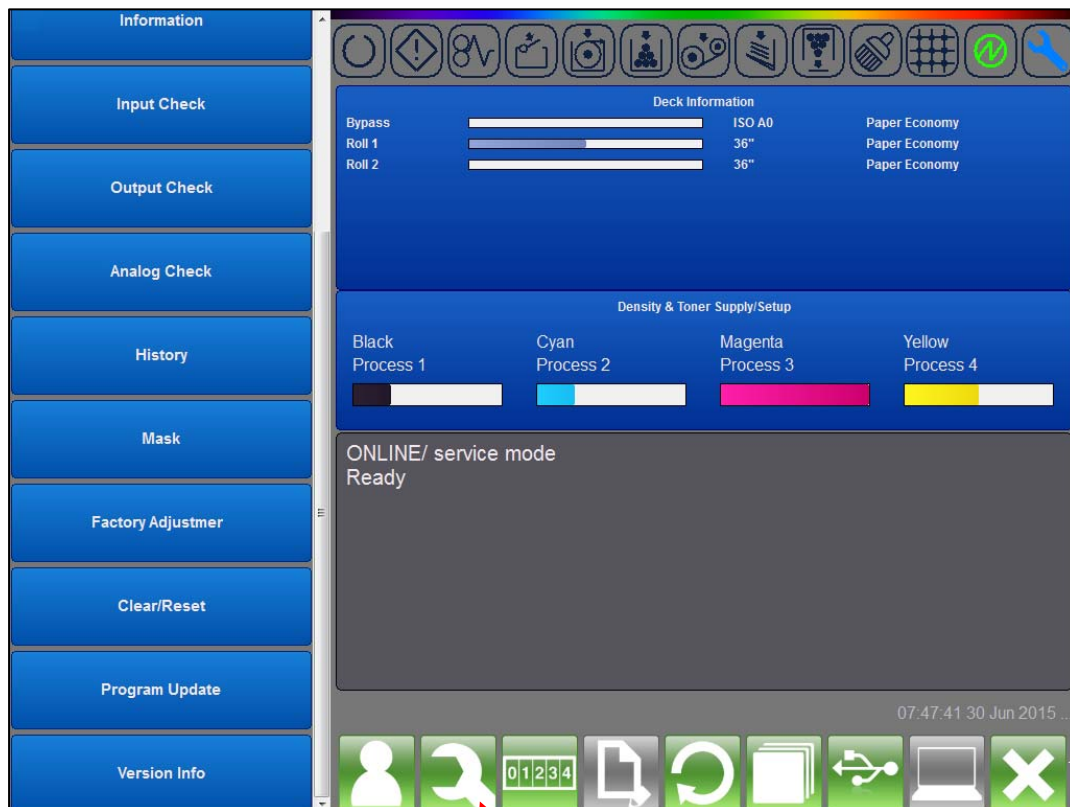 Information
Input Check
Output Check
Analog Check
History
Mask
Factory Adjustmer
Clear/Reset
Program Update
Version Info
Deck Information
Bypass ISO A0 Paper Economy
Roll 1 36" Paper Economy
Roll 2 36" Paper Economy
Density & Toner Supply/Setup
Black Cyan Magenta Yellow
Process 1 Process 2 Process 3 Process 4
ONLINE/ service mode
Ready
07:47:41 30 Jun 2015 ..
01234